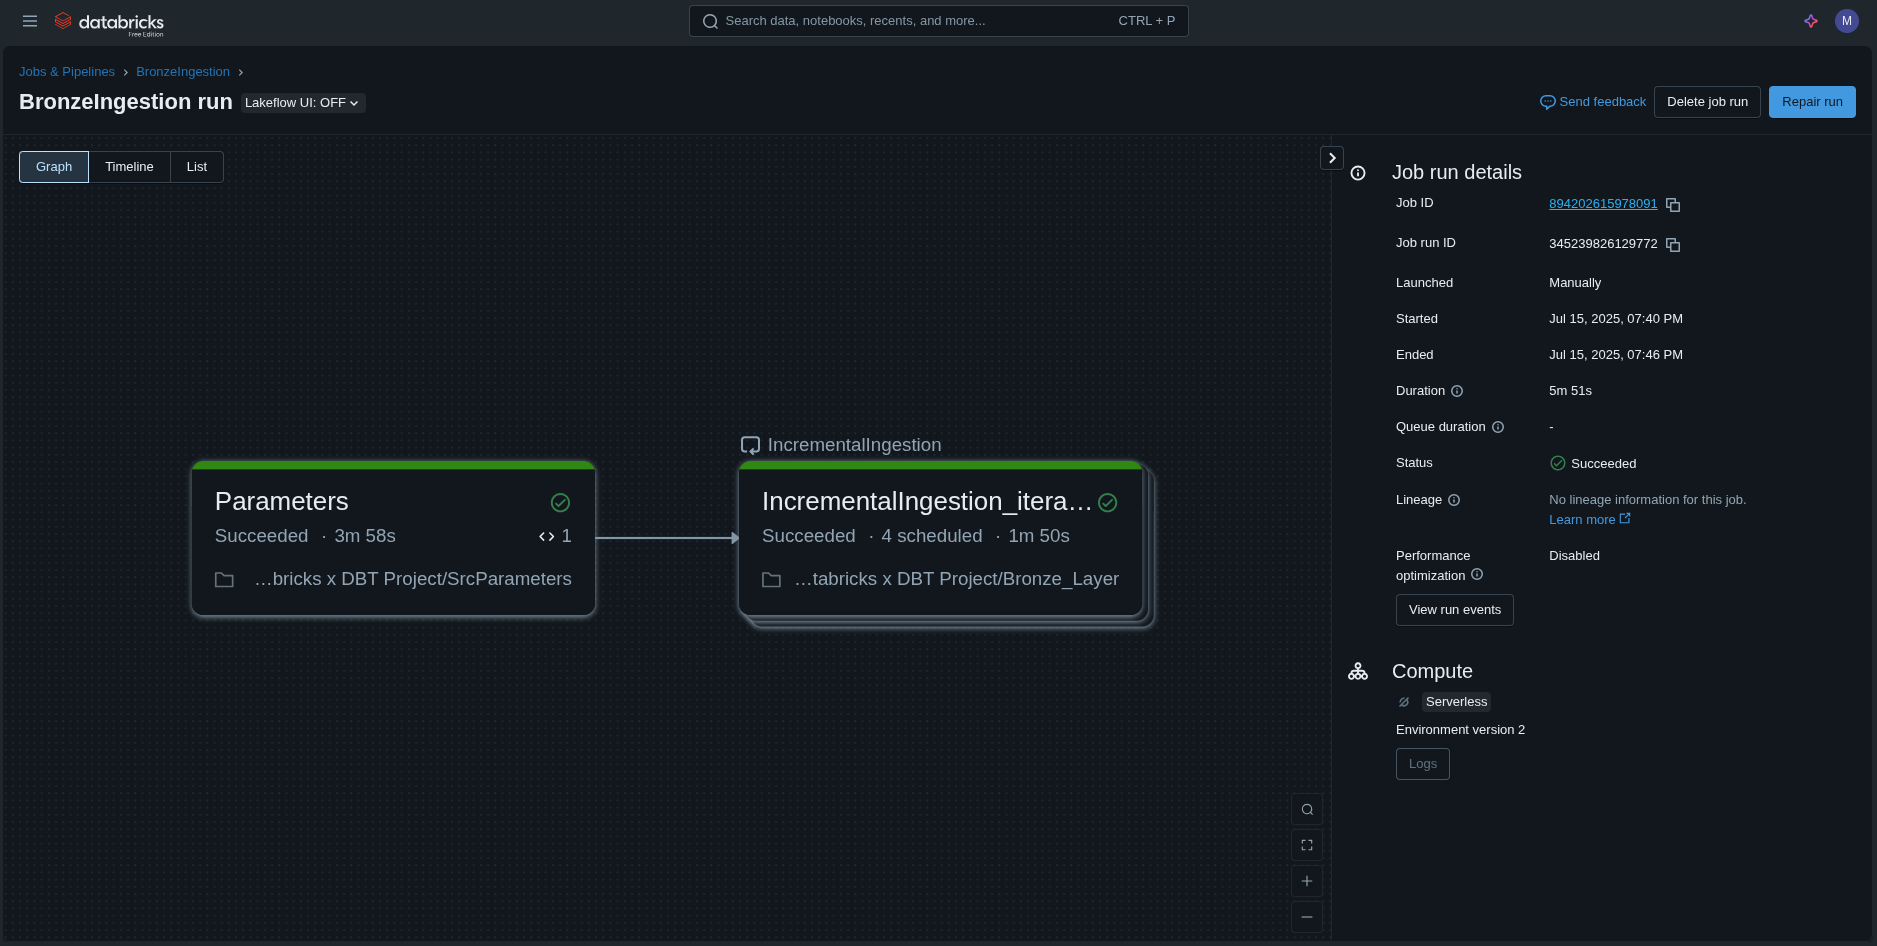 databricks
Free Edition
Search data, notebooks, recents, and more...
CTRL + P
M
Jobs & Pipelines › BronzeIngestion ›
BronzeIngestion run
Lakeflow UI: OFF
Send feedback
Delete job run
Repair run
Graph
Timeline
List
IncrementalIngestion
Parameters
Succeeded · 3m 58s
1
...bricks x DBT Project/SrcParameters
IncrementalIngestion_itera...
Succeeded · 4 scheduled · 1m 50s
...tabricks x DBT Project/Bronze_Layer
Job run details
Job ID 894202615978091
Job run ID 345239826129772
Launched Manually
Started Jul 15, 2025, 07:40 PM
Ended Jul 15, 2025, 07:46 PM
Duration 5m 51s
Queue duration -
Status Succeeded
Lineage No lineage information for this job.
Learn more
Performance Disabled
optimization
View run events
Compute
Serverless
Environment version 2
Logs